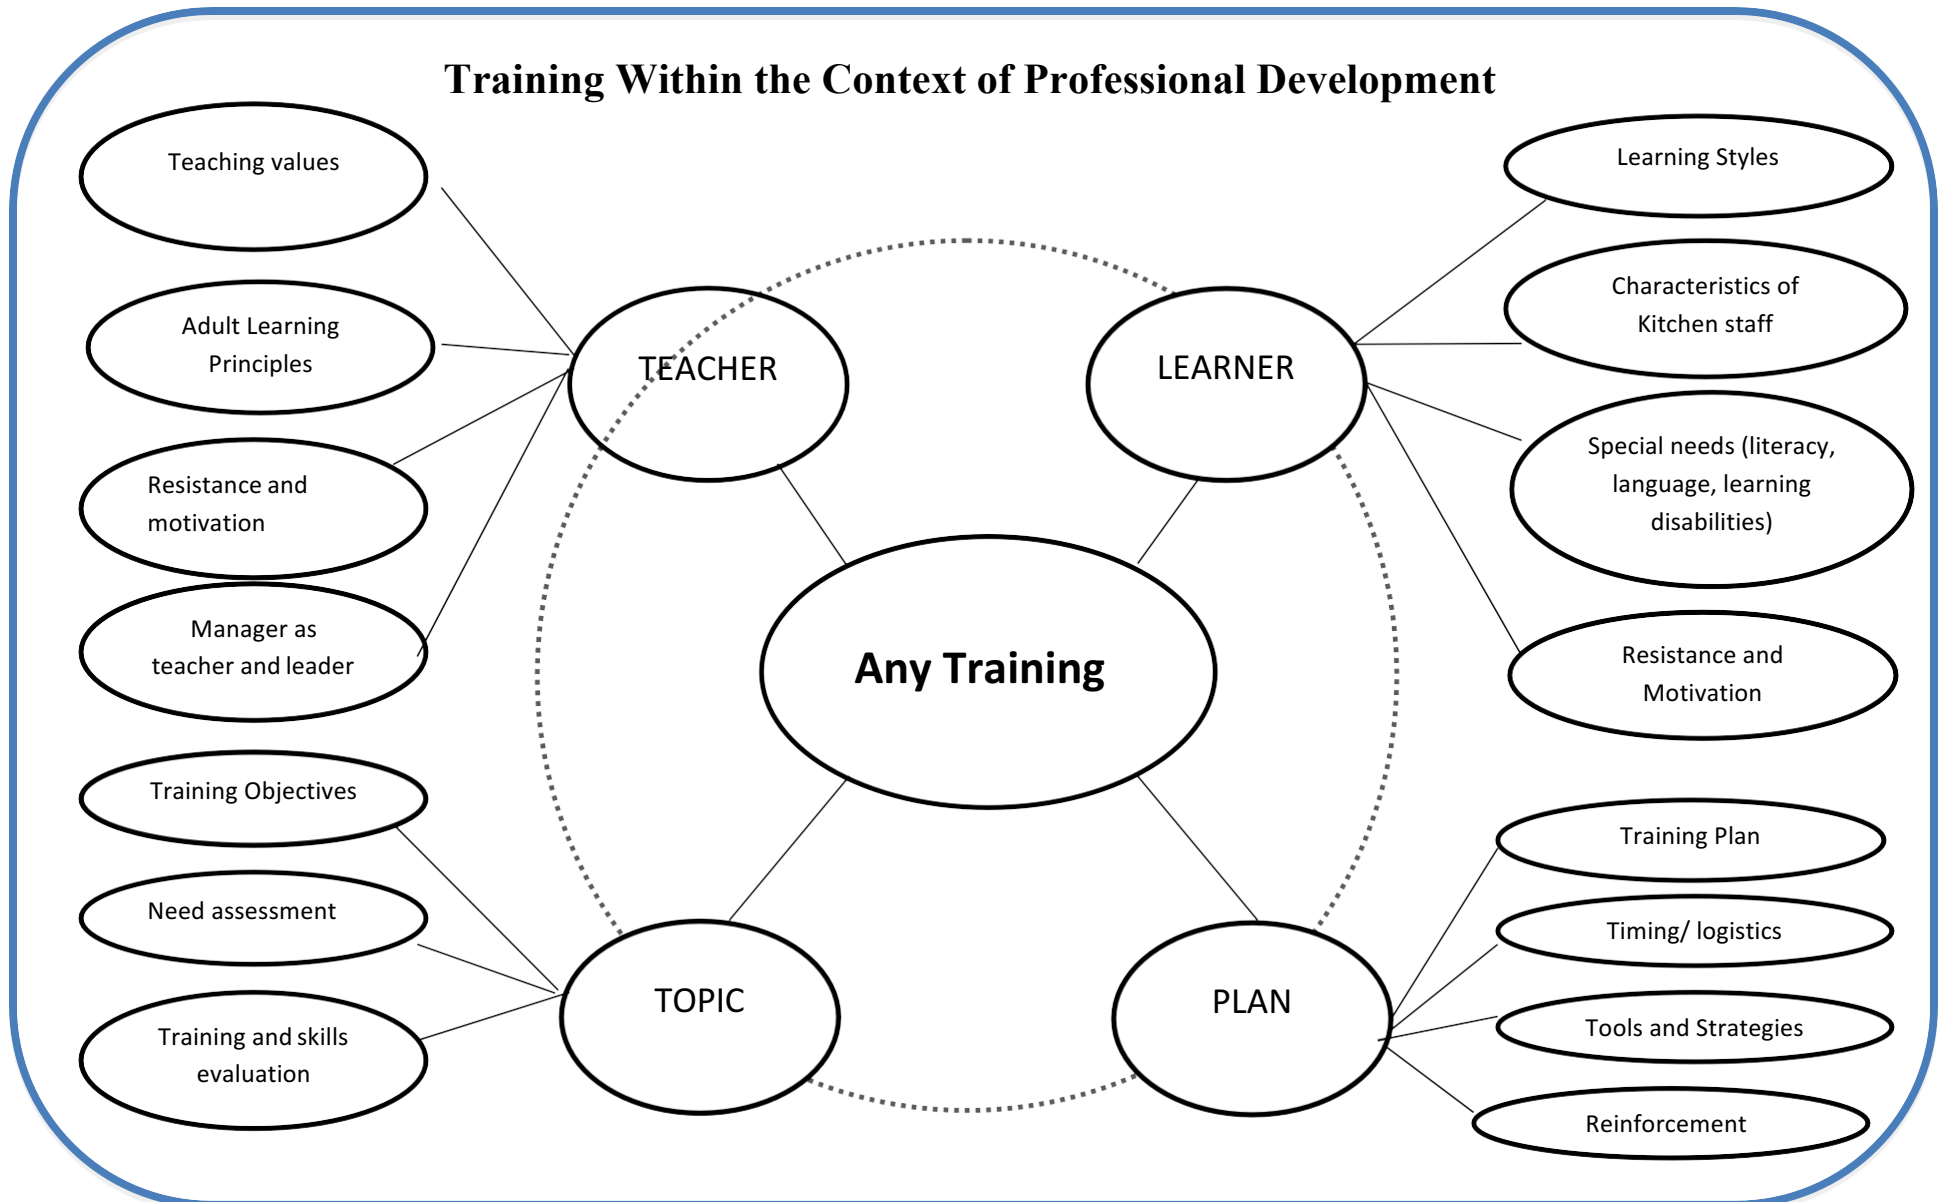 Training Within the Context of Professional Development
Teaching values
Adult Learning
Principles
Resistance and
motivation
Manager as
teacher and leader
TEACHER
LEARNER
Learning Styles
Characteristics of
Kitchen staff
Special needs (literacy,
language, learning
disabilities)
Resistance and
Motivation
Any Training
Training Objectives
Need assessment
Training and skills
evaluation
TOPIC
PLAN
Training Plan
Timing/ logistics
Tools and Strategies
Reinforcement